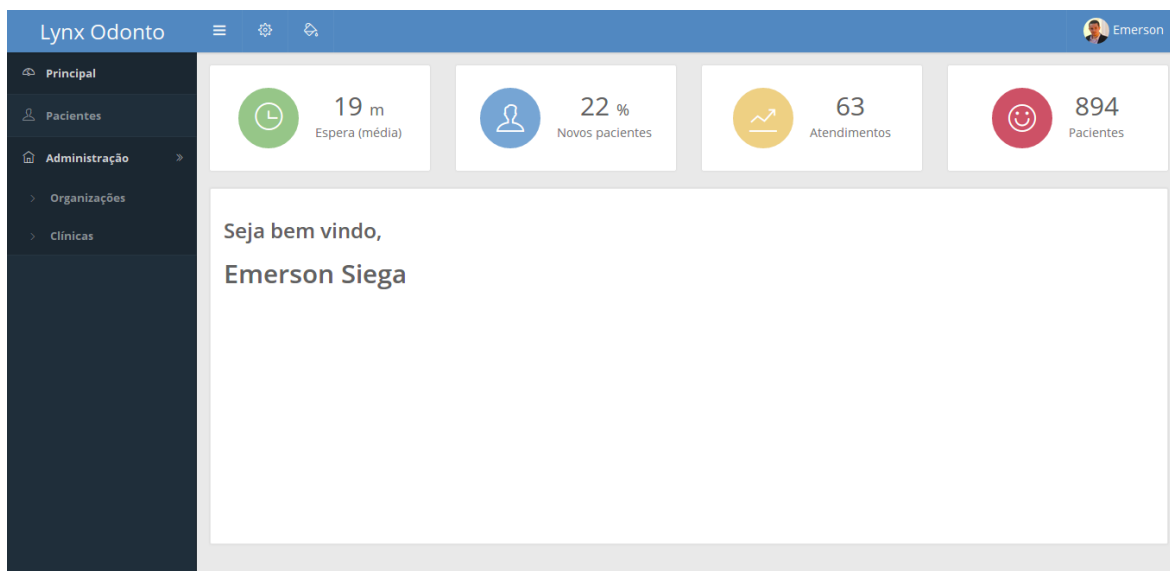 Lynx Odonto
Emerson
Principal
Pacientes
Administração
Organizações
Clínicas
19 m
Espera (média)
22 %
Novos pacientes
63
Atendimentos
894
Pacientes
Seja bem vindo,
Emerson Siega